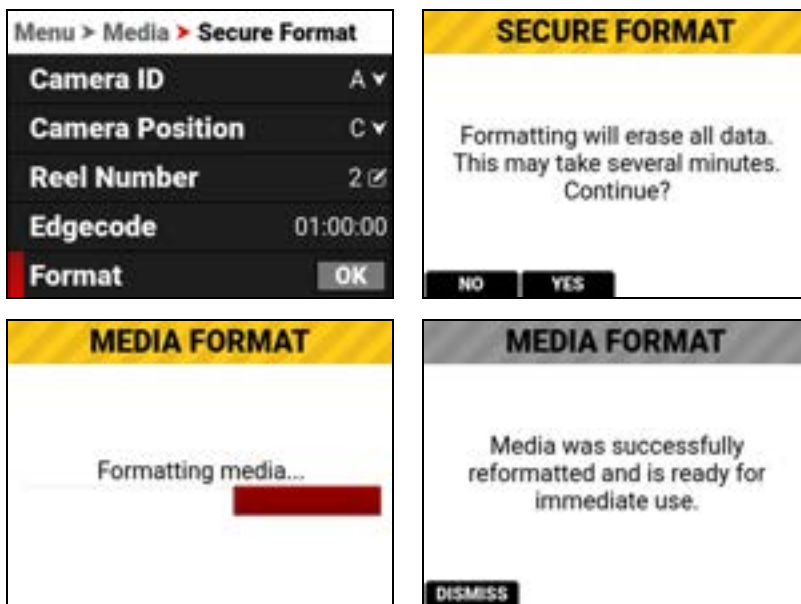 Menu > Media > Secure Format
Camera ID A
Camera Position C
Reel Number 2
Edgecode 01:00:00
Format OK
SECURE FORMAT
Formatting will erase all data.
This may take several minutes.
Continue?
NO YES
MEDIA FORMAT
Formatting media...
MEDIA FORMAT
Media was successfully
reformatted and is ready for
immediate use.
DISMISS